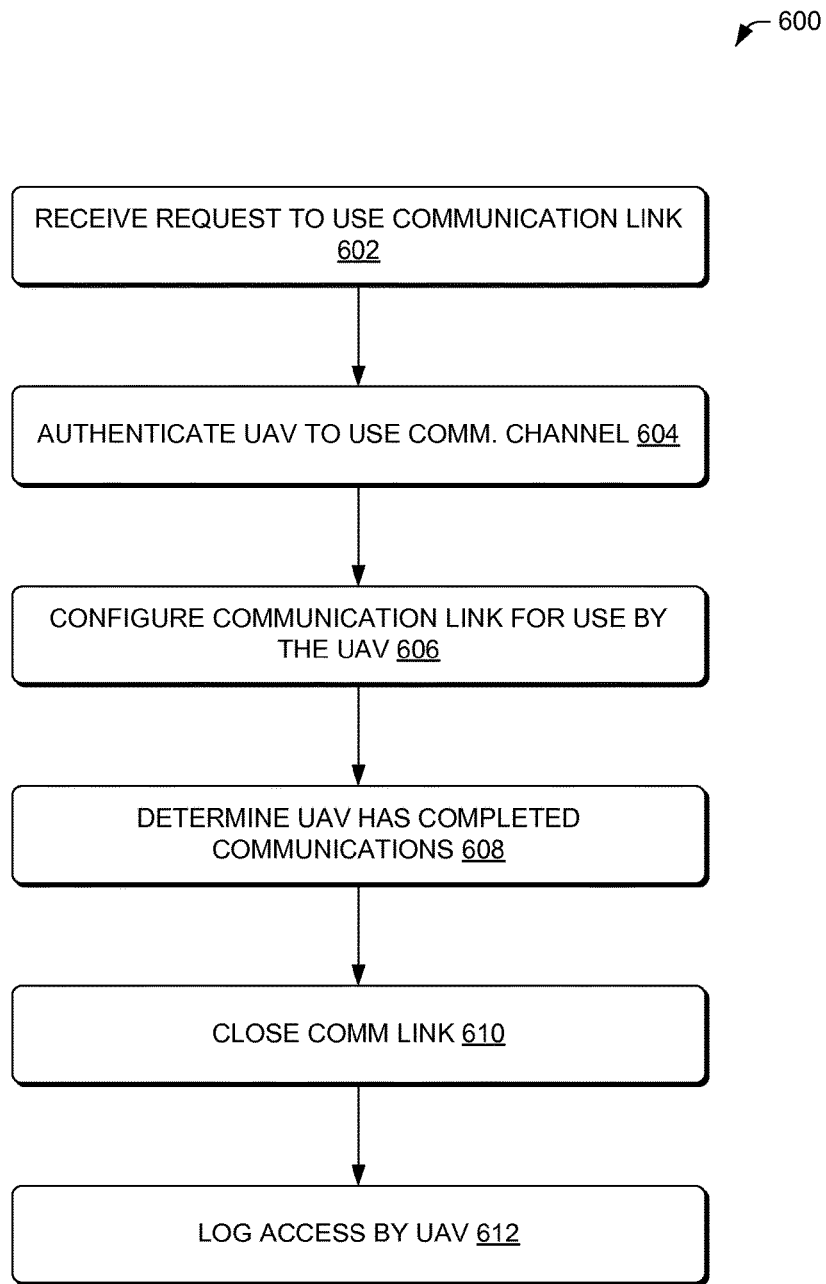 600
RECEIVE REQUEST TO USE COMMUNICATION LINK
602
AUTHENTICATE UAV TO USE COMM. CHANNEL 604
CONFIGURE COMMUNICATION LINK FOR USE BY
THE UAV 606
DETERMINE UAV HAS COMPLETED
COMMUNICATIONS 608
CLOSE COMM LINK 610
LOG ACCESS BY UAV 612